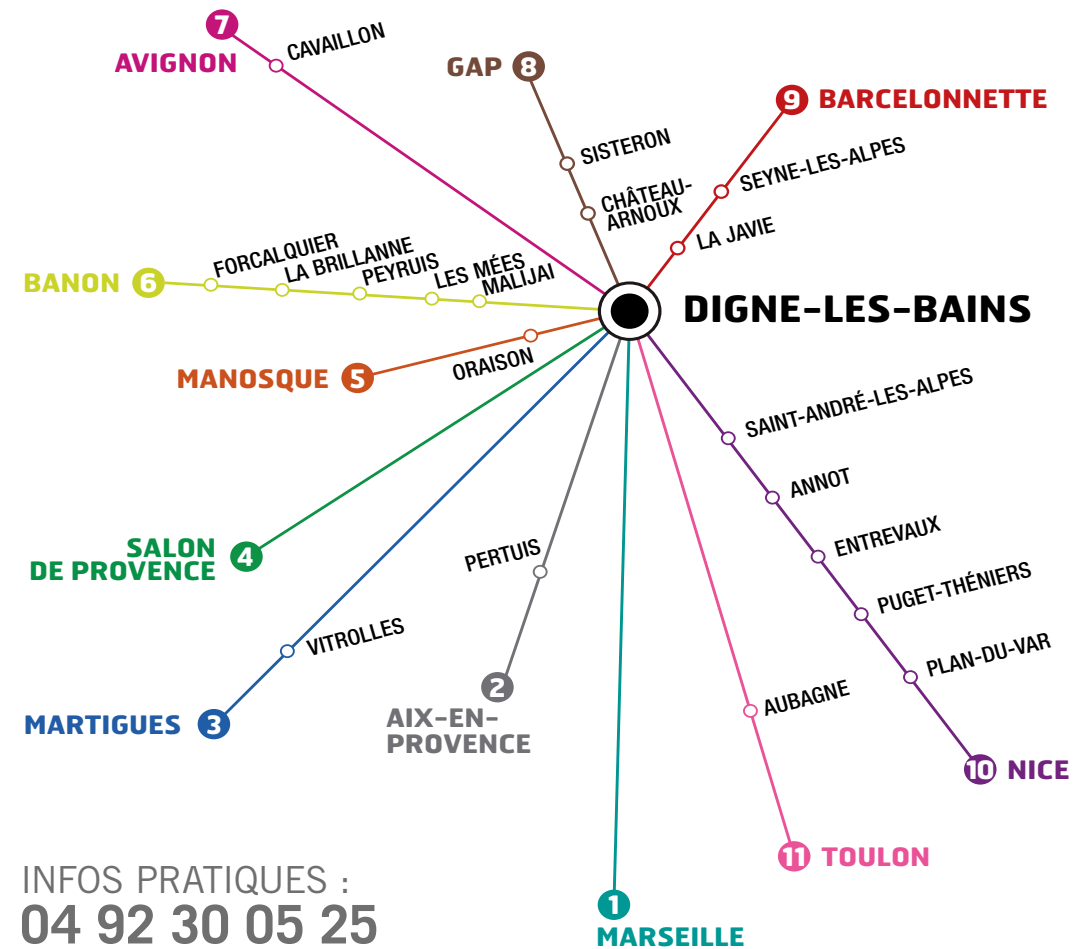 7
AVIGNON
CAVAILLON
GAP 8
SISTERON
CHÂTEAU-
ARNOUX
9 BARCELONNETTE
SEYNE-LES-ALPES
LA JAVIE
BANON 6
FORCALQUIER
LA BRILLANNE
PEYRUIS
LES MÉES
MALIJAI
DIGNE-LES-BAINS
MANOSQUE 5
ORAISON
SALON
DE PROVENCE 4
MARTIGUES 3
VITROLLES
PERTUIS
2
AIX-EN-
PROVENCE
SAINT-ANDRÉ-LES-ALPES
ANNOT
ENTREVAUX
PUGET-THÉNIERS
PLAN-DU-VAR
10 NICE
AUBAGNE
11 TOULON
1
MARSEILLE
INFOS PRATIQUES :
04 92 30 05 25